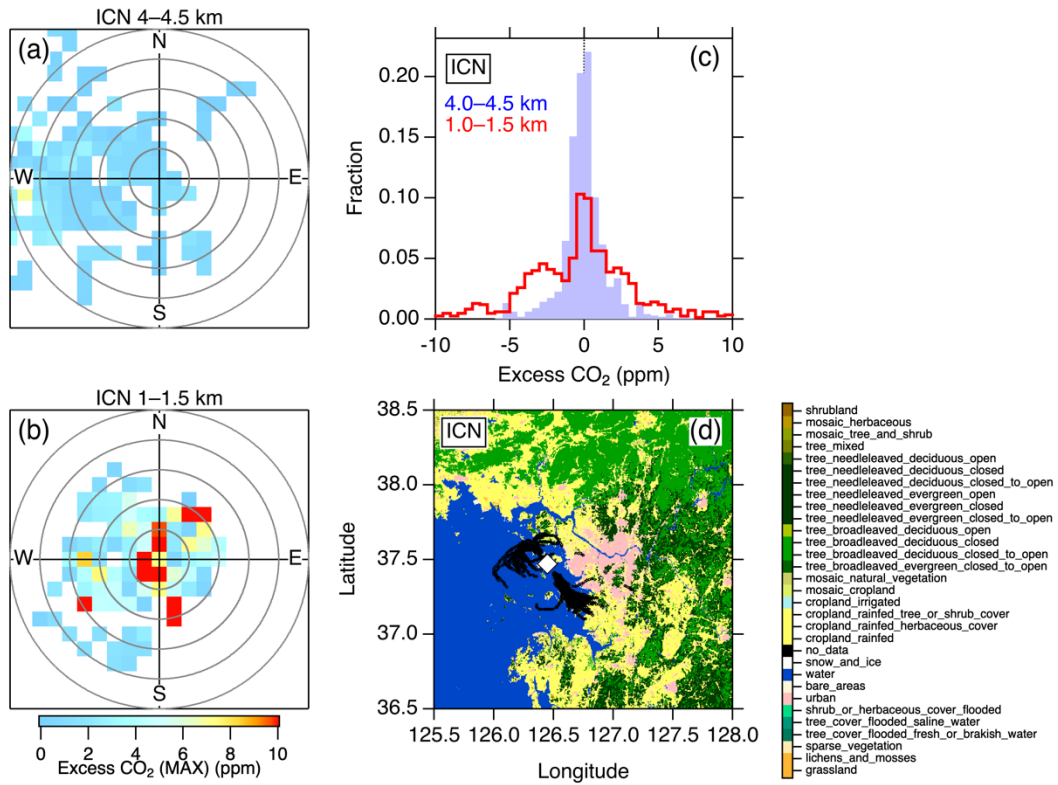 ICN 4–4.5 km
(a)
N
W
E
S
(c)
ICN
4.0–4.5 km
1.0–1.5 km
0.20
0.15
0.10
0.05
0.00
Fraction
-10
-5
0
5
10
Excess CO₂ (ppm)
ICN 1–1.5 km
(b)
N
W
E
S
0
2
4
6
8
10
Excess CO₂ (MAX) (ppm)
ICN
(d)
38.5
38.0
37.5
37.0
36.5
Latitude
125.5
126.0
126.5
127.0
127.5
128.0
Longitude
shrubland
mosaic_herbaceous
mosaic_tree_and_shrub
tree_mixed
tree_needleleaved_deciduous_open
tree_needleleaved_deciduous_closed
tree_needleleaved_deciduous_closed_to_open
tree_needleleaved_evergreen_open
tree_needleleaved_evergreen_closed
tree_needleleaved_evergreen_closed_to_open
tree_broadleaved_deciduous_open
tree_broadleaved_deciduous_closed
tree_broadleaved_deciduous_closed_to_open
tree_broadleaved_evergreen_closed_to_open
mosaic_natural_vegetation
mosaic_cropland
cropland_irrigated
cropland_rainfed_tree_or_shrub_cover
cropland_rainfed_herbaceous_cover
cropland_rainfed
no_data
snow_and_ice
water
bare_areas
urban
shrub_or_herbaceous_cover_flooded
tree_cover_flooded_saline_water
tree_cover_flooded_fresh_or_brakish_water
sparse_vegetation
lichens_and_mosses
grassland